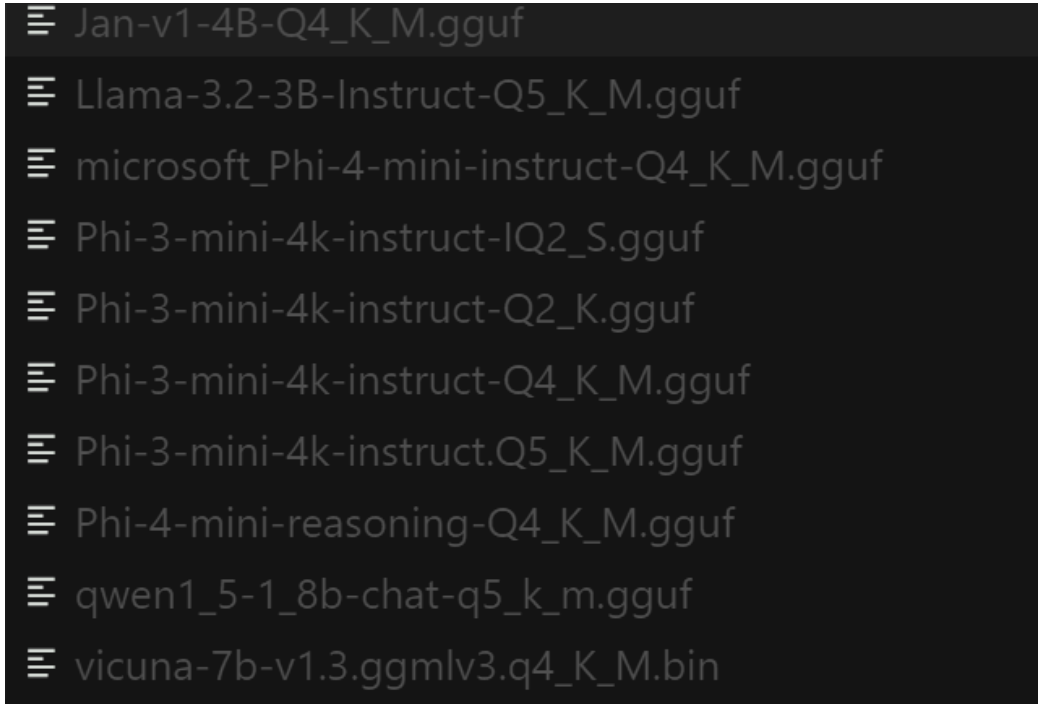 Jan-v1-4B-Q4_K_M.gguf
Llama-3.2-3B-Instruct-Q5_K_M.gguf
microsoft_Phi-4-mini-instruct-Q4_K_M.gguf
Phi-3-mini-4k-instruct-IQ2_S.gguf
Phi-3-mini-4k-instruct-Q2_K.gguf
Phi-3-mini-4k-instruct-Q4_K_M.gguf
Phi-3-mini-4k-instruct.Q5_K_M.gguf
Phi-4-mini-reasoning-Q4_K_M.gguf
qwen1_5-1_8b-chat-q5_k_m.gguf
vicuna-7b-v1.3.ggmlv3.q4_K_M.bin